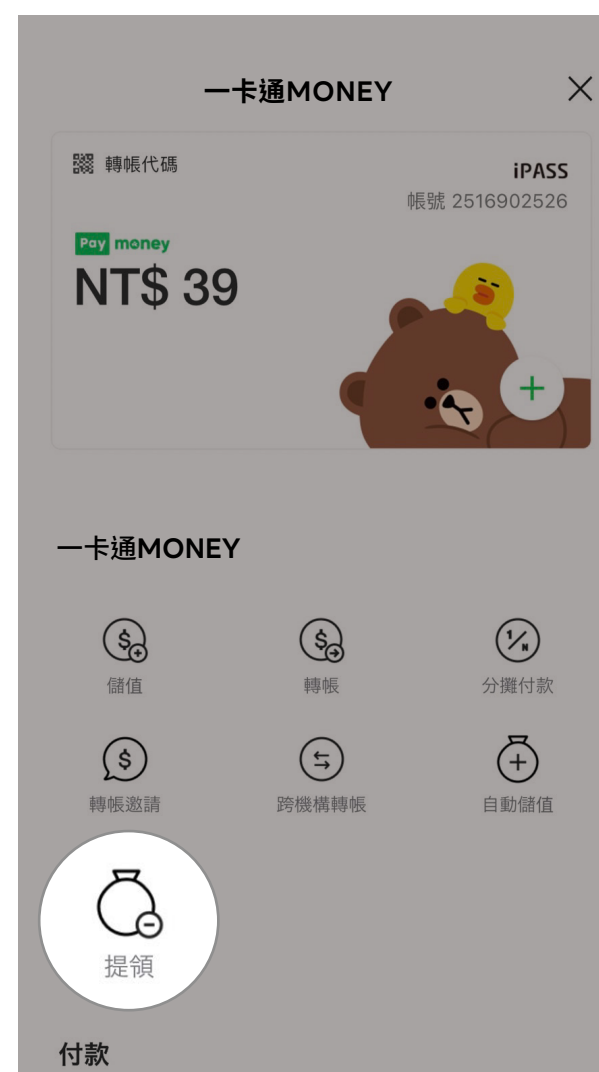 一卡通MONEY
轉帳代碼
iPASS
帳號 2516902526
Pay money
NT$ 39
一卡通MONEY
儲值
轉帳
1/N
分攤付款
轉帳邀請
跨機構轉帳
自動儲值
提領
付款